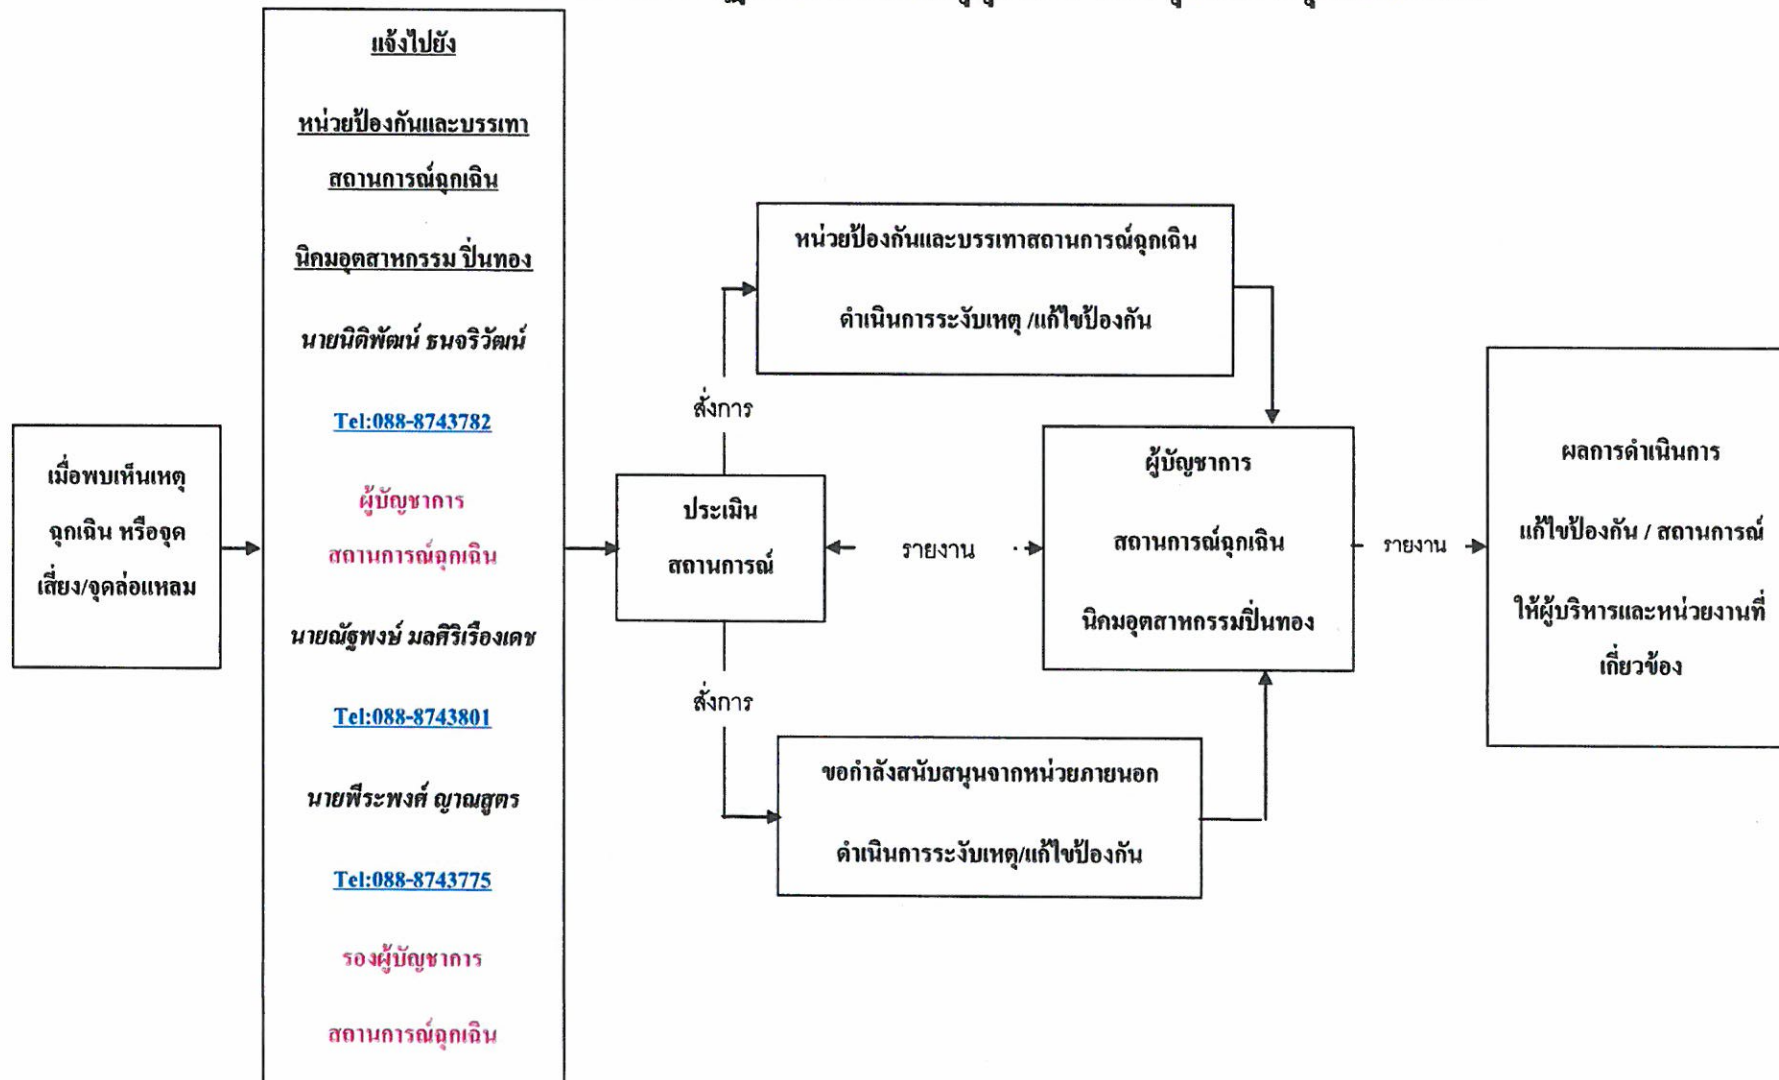 เมื่อพบเห็นเหตุ
ฉุกเฉิน หรือจุด
เสี่ยง/จุดล่อแหลม
แจ้งไปยัง
หน่วยป้องกันและบรรเทา
สถานการณ์ฉุกเฉิน
นิคมอุตสาหกรรม ปิ่นทอง
นายนิติพัฒน์ ธนจริวัฒน์
Tel:088-8743782
ผู้บัญชาการ
สถานการณ์ฉุกเฉิน
นายณัฐพงษ์ มลศิริเรืองเดช
Tel:088-8743801
นายพีระพงศ์ ญาณสูตร
Tel:088-8743775
รองผู้บัญชาการ
สถานการณ์ฉุกเฉิน
ประเมิน
สถานการณ์
สั่งการ
หน่วยป้องกันและบรรเทาสถานการณ์ฉุกเฉิน
ดำเนินการระงับเหตุ /แก้ไขป้องกัน
สั่งการ
ขอกำลังสนับสนุนจากหน่วยภายนอก
ดำเนินการระงับเหตุ/แก้ไขป้องกัน
รายงาน
ผู้บัญชาการ
สถานการณ์ฉุกเฉิน
นิคมอุตสาหกรรมปิ่นทอง
รายงาน
ผลการดำเนินการ
แก้ไขป้องกัน / สถานการณ์
ให้ผู้บริหารและหน่วยงานที่
เกี่ยวข้อง